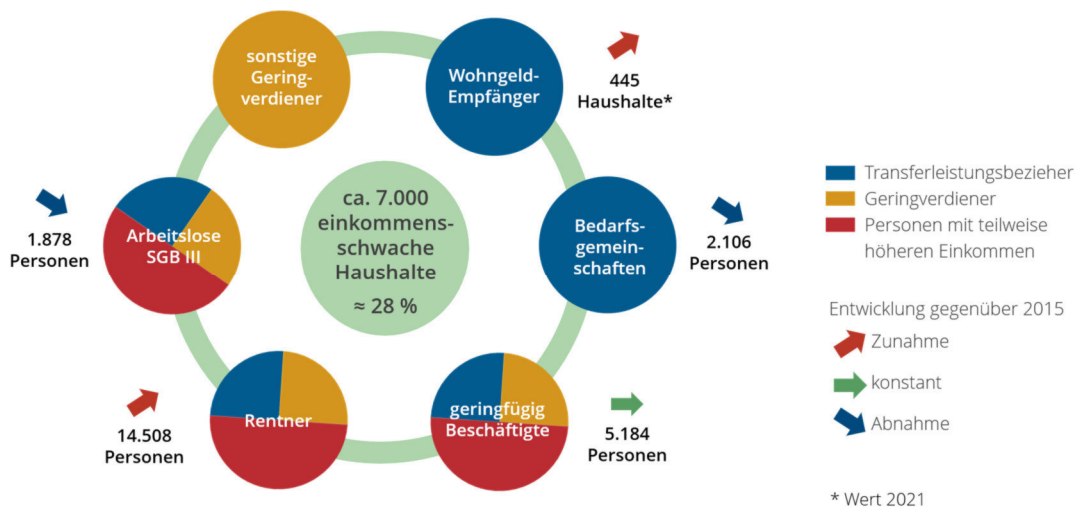 sonstige
Gering-
verdiener
Wohngeld-
Empfänger
445
Haushalte*
Bedarfs-
gemein-
schaften
2.106
Personen
geringfügig
Beschäftigte
5.184
Personen
Rentner
14.508
Personen
Arbeitslose
SGB III
1.878
Personen
ca. 7.000
einkommens-
schwache
Haushalte
≈ 28 %
Transferleistungsbezieher
Geringverdiener
Personen mit teilweise
höheren Einkommen
Entwicklung gegenüber 2015
Zunahme
konstant
Abnahme
* Wert 2021